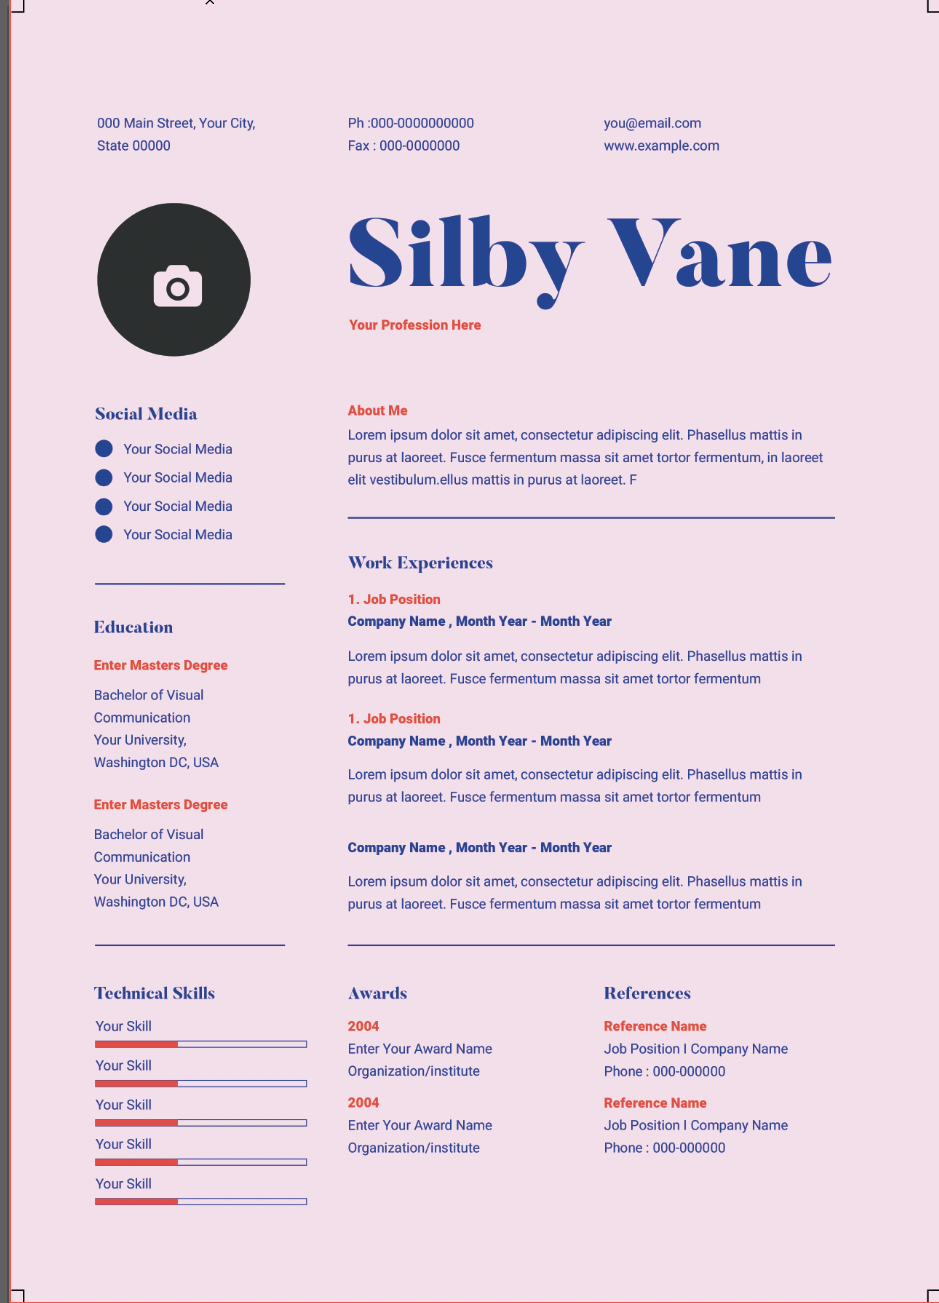 000 Main Street, Your City,
State 00000
Ph :000-0000000000
Fax : 000-0000000
you@email.com
www.example.com
Silby Vane
Your Profession Here
Social Media
Your Social Media
Your Social Media
Your Social Media
Your Social Media
Education
Enter Masters Degree
Bachelor of Visual
Communication
Your University,
Washington DC, USA
Enter Masters Degree
Bachelor of Visual
Communication
Your University,
Washington DC, USA
About Me
Lorem ipsum dolor sit amet, consectetur adipiscing elit. Phasellus mattis in
purus at laoreet. Fusce fermentum massa sit amet tortor fermentum, in laoreet
elit vestibulum.ellus mattis in purus at laoreet. F
Work Experiences
1. Job Position
Company Name , Month Year - Month Year
Lorem ipsum dolor sit amet, consectetur adipiscing elit. Phasellus mattis in
purus at laoreet. Fusce fermentum massa sit amet tortor fermentum
1. Job Position
Company Name , Month Year - Month Year
Lorem ipsum dolor sit amet, consectetur adipiscing elit. Phasellus mattis in
purus at laoreet. Fusce fermentum massa sit amet tortor fermentum
Company Name , Month Year - Month Year
Lorem ipsum dolor sit amet, consectetur adipiscing elit. Phasellus mattis in
purus at laoreet. Fusce fermentum massa sit amet tortor fermentum
Technical Skills
Your Skill
Your Skill
Your Skill
Your Skill
Your Skill
Awards
2004
Enter Your Award Name
Organization/institute
2004
Enter Your Award Name
Organization/institute
References
Reference Name
Job Position I Company Name
Phone : 000-000000
Reference Name
Job Position I Company Name
Phone : 000-000000